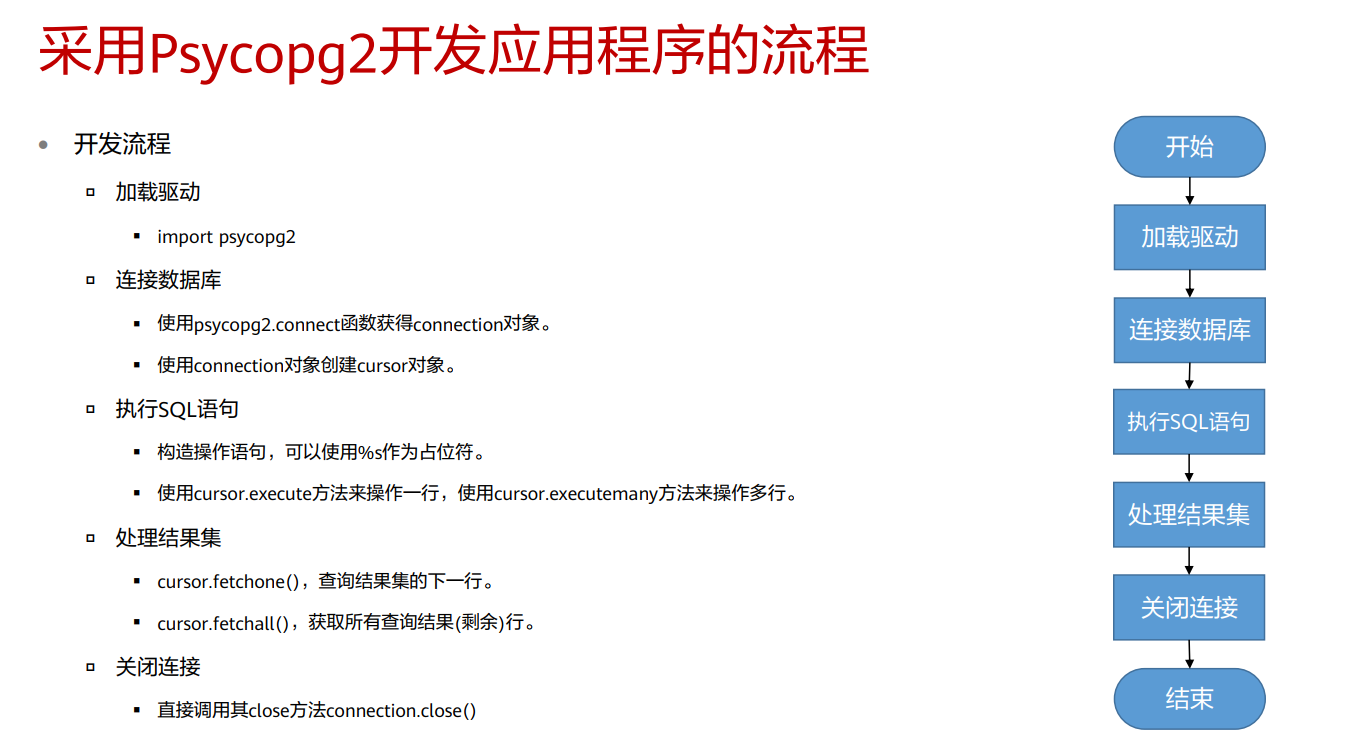 采用Psycopg2开发应用程序的流程
开发流程
加载驱动
import psycopg2
连接数据库
使用psycopg2.connect函数获得connection对象。
使用connection对象创建cursor对象。
执行SQL语句
构造操作语句，可以使用%s作为占位符。
使用cursor.execute方法来操作一行，使用cursor.executemany方法来操作多行。
处理结果集
cursor.fetchone()，查询结果集的下一行。
cursor.fetchall()，获取所有查询结果(剩余)行。
关闭连接
直接调用其close方法connection.close()
开始
加载驱动
连接数据库
执行SQL语句
处理结果集
关闭连接
结束